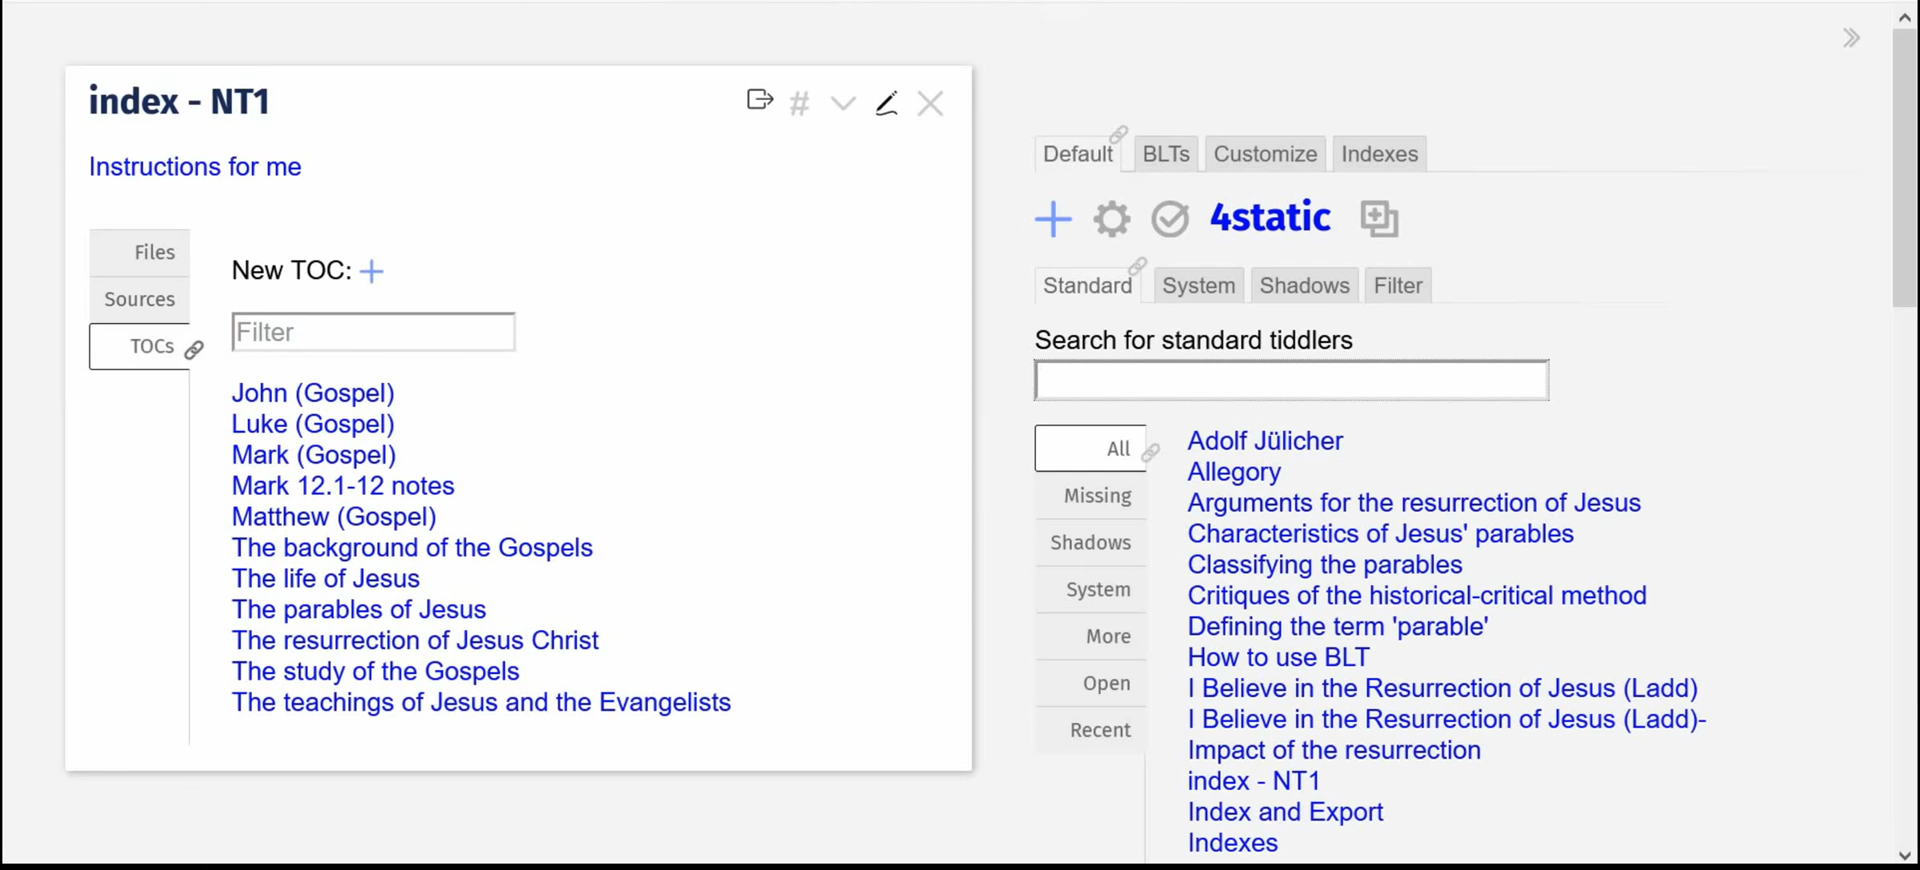 index - NT1
#
Instructions for me
Files
Sources
TOCs
New TOC: +
Filter
John (Gospel)
Luke (Gospel)
Mark (Gospel)
Mark 12.1-12 notes
Matthew (Gospel)
The background of the Gospels
The life of Jesus
The parables of Jesus
The resurrection of Jesus Christ
The study of the Gospels
The teachings of Jesus and the Evangelists
Default BLTs Customize Indexes
4static
Standard System Shadows Filter
Search for standard tiddlers
All
Missing
Shadows
System
More
Open
Recent
Adolf Jülicher
Allegory
Arguments for the resurrection of Jesus
Characteristics of Jesus' parables
Classifying the parables
Critiques of the historical-critical method
Defining the term 'parable'
How to use BLT
I Believe in the Resurrection of Jesus (Ladd)
I Believe in the Resurrection of Jesus (Ladd)-
Impact of the resurrection
index - NT1
Index and Export
Indexes